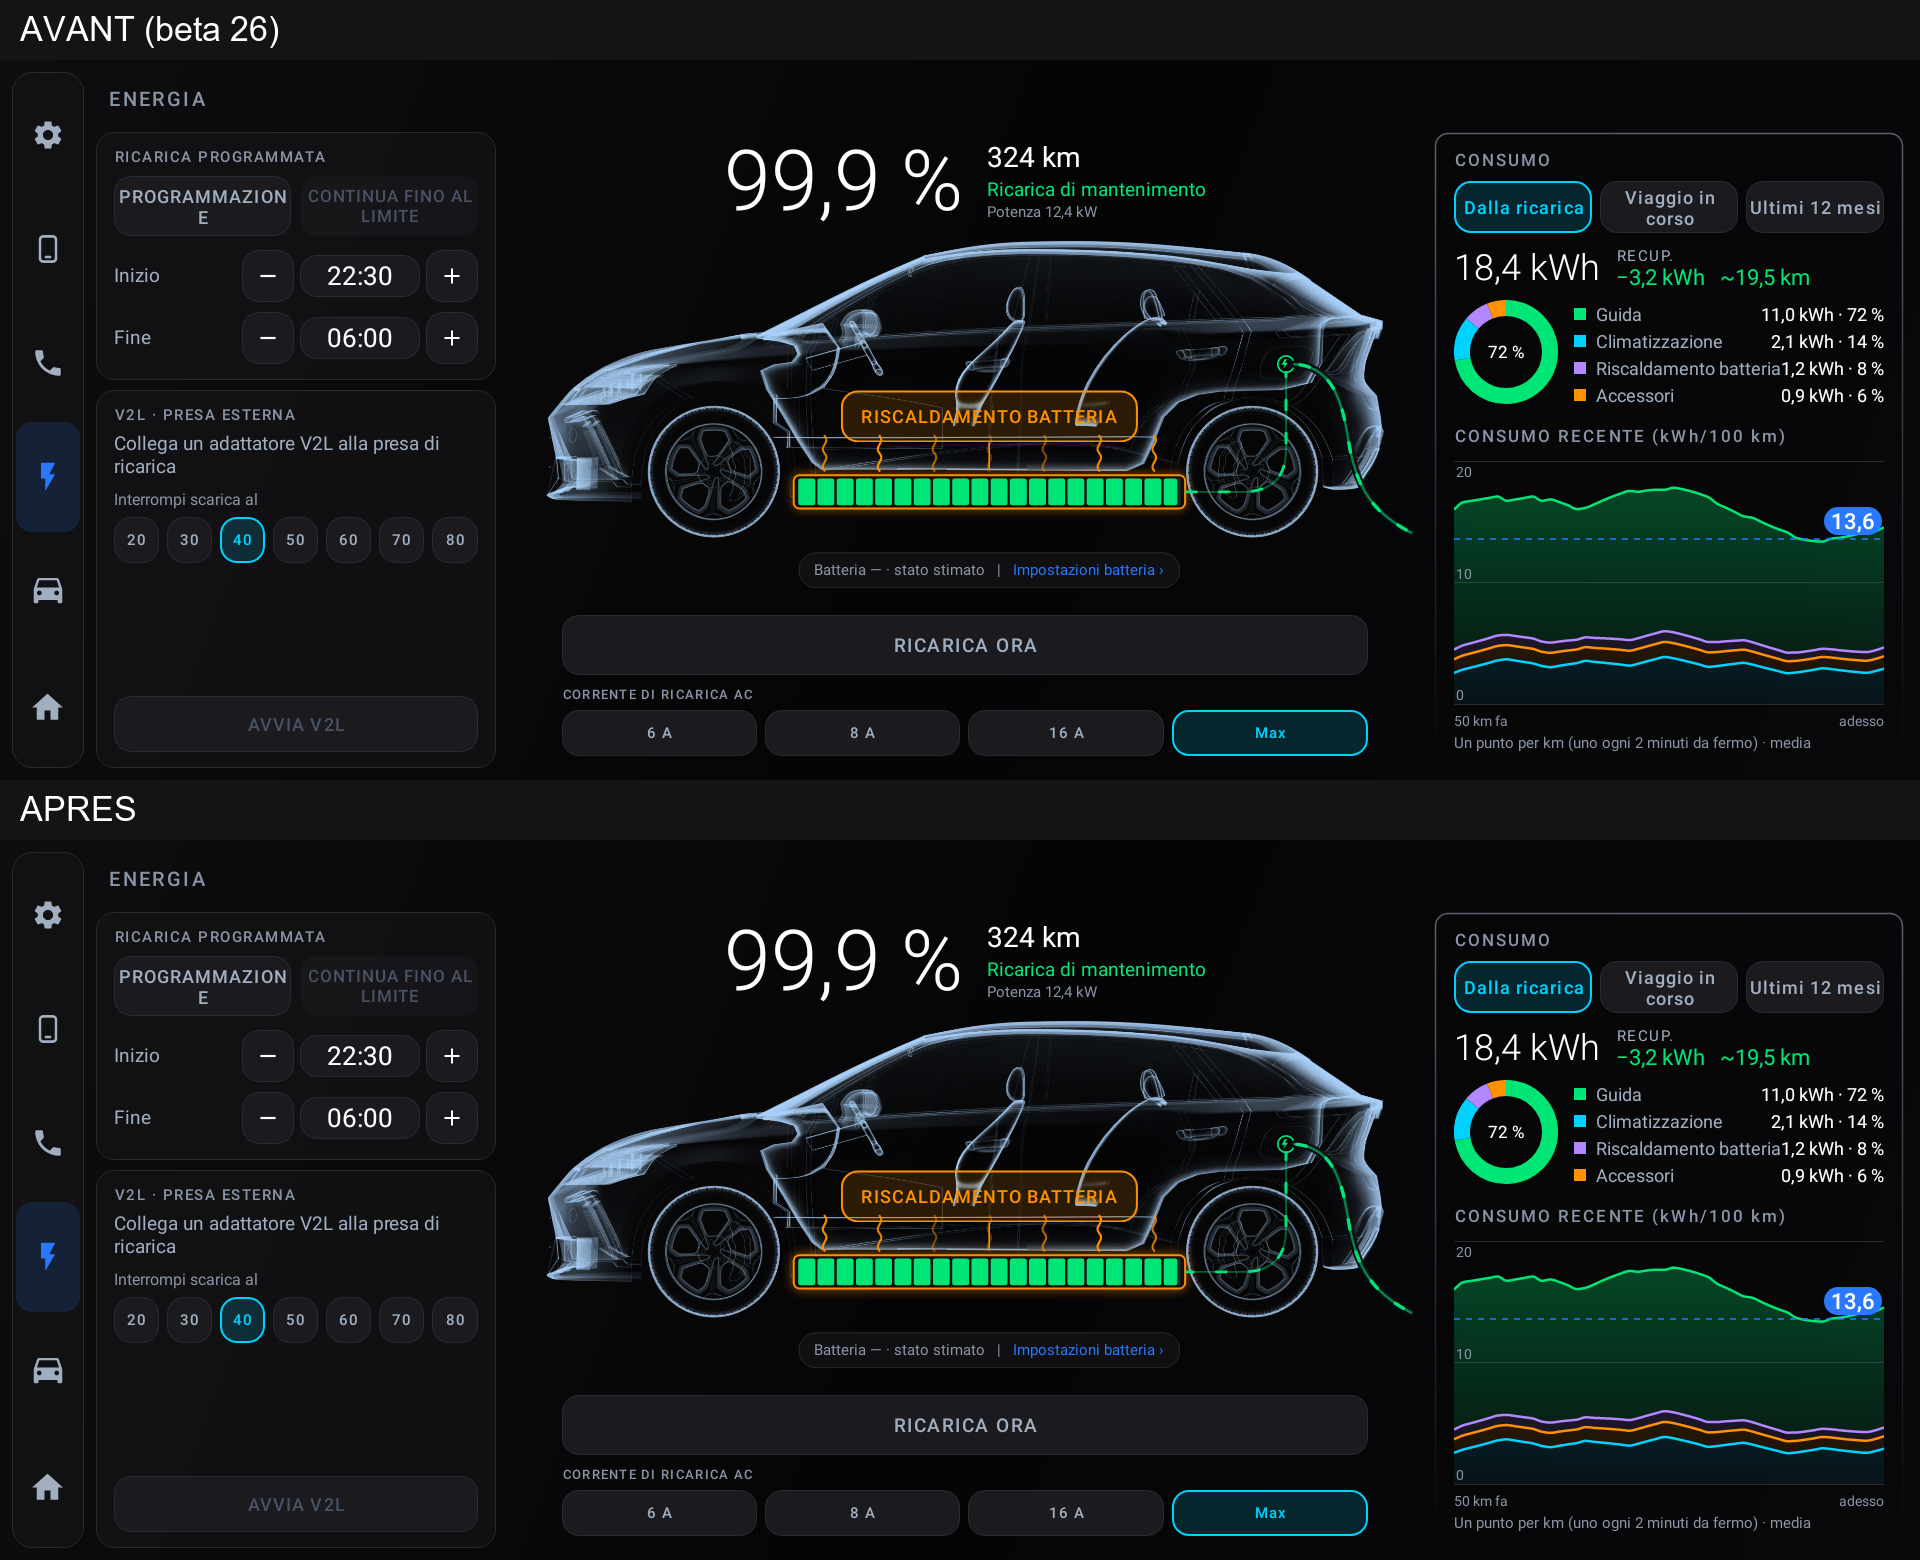 AVANT (beta 26)
ENERGIA
RICARICA PROGRAMMATA
PROGRAMMAZION
E
CONTINUA FINO AL
LIMITE
Inizio
−
22:30
+
Fine
−
06:00
+
V2L · PRESA ESTERNA
Collega un adattatore V2L alla presa di
ricarica
Interrompi scarica al
20 30 40 50 60 70 80
AVVIA V2L
99,9 %
324 km
Ricarica di mantenimento
Potenza 12,4 kW
RISCALDAMENTO BATTERIA
Batteria — · stato stimato | Impostazioni batteria ›
RICARICA ORA
CORRENTE DI RICARICA AC
6 A 8 A 16 A Max
CONSUMO
Dalla ricarica
Viaggio in
corso
Ultimi 12 mesi
18,4 kWh
RECUP.
−3,2 kWh ~19,5 km
72 %
Guida 11,0 kWh · 72 %
Climatizzazione 2,1 kWh · 14 %
Riscaldamento batteria 1,2 kWh · 8 %
Accessori 0,9 kWh · 6 %
CONSUMO RECENTE (kWh/100 km)
20
13,6
10
0
50 km fa adesso
Un punto per km (uno ogni 2 minuti da fermo) · media
APRES
ENERGIA
RICARICA PROGRAMMATA
PROGRAMMAZION
E
CONTINUA FINO AL
LIMITE
Inizio
−
22:30
+
Fine
−
06:00
+
V2L · PRESA ESTERNA
Collega un adattatore V2L alla presa di
ricarica
Interrompi scarica al
20 30 40 50 60 70 80
AVVIA V2L
99,9 %
324 km
Ricarica di mantenimento
Potenza 12,4 kW
RISCALDAMENTO BATTERIA
Batteria — · stato stimato | Impostazioni batteria ›
RICARICA ORA
CORRENTE DI RICARICA AC
6 A 8 A 16 A Max
CONSUMO
Dalla ricarica
Viaggio in
corso
Ultimi 12 mesi
18,4 kWh
RECUP.
−3,2 kWh ~19,5 km
72 %
Guida 11,0 kWh · 72 %
Climatizzazione 2,1 kWh · 14 %
Riscaldamento batteria 1,2 kWh · 8 %
Accessori 0,9 kWh · 6 %
CONSUMO RECENTE (kWh/100 km)
20
13,6
10
0
50 km fa adesso
Un punto per km (uno ogni 2 minuti da fermo) · media